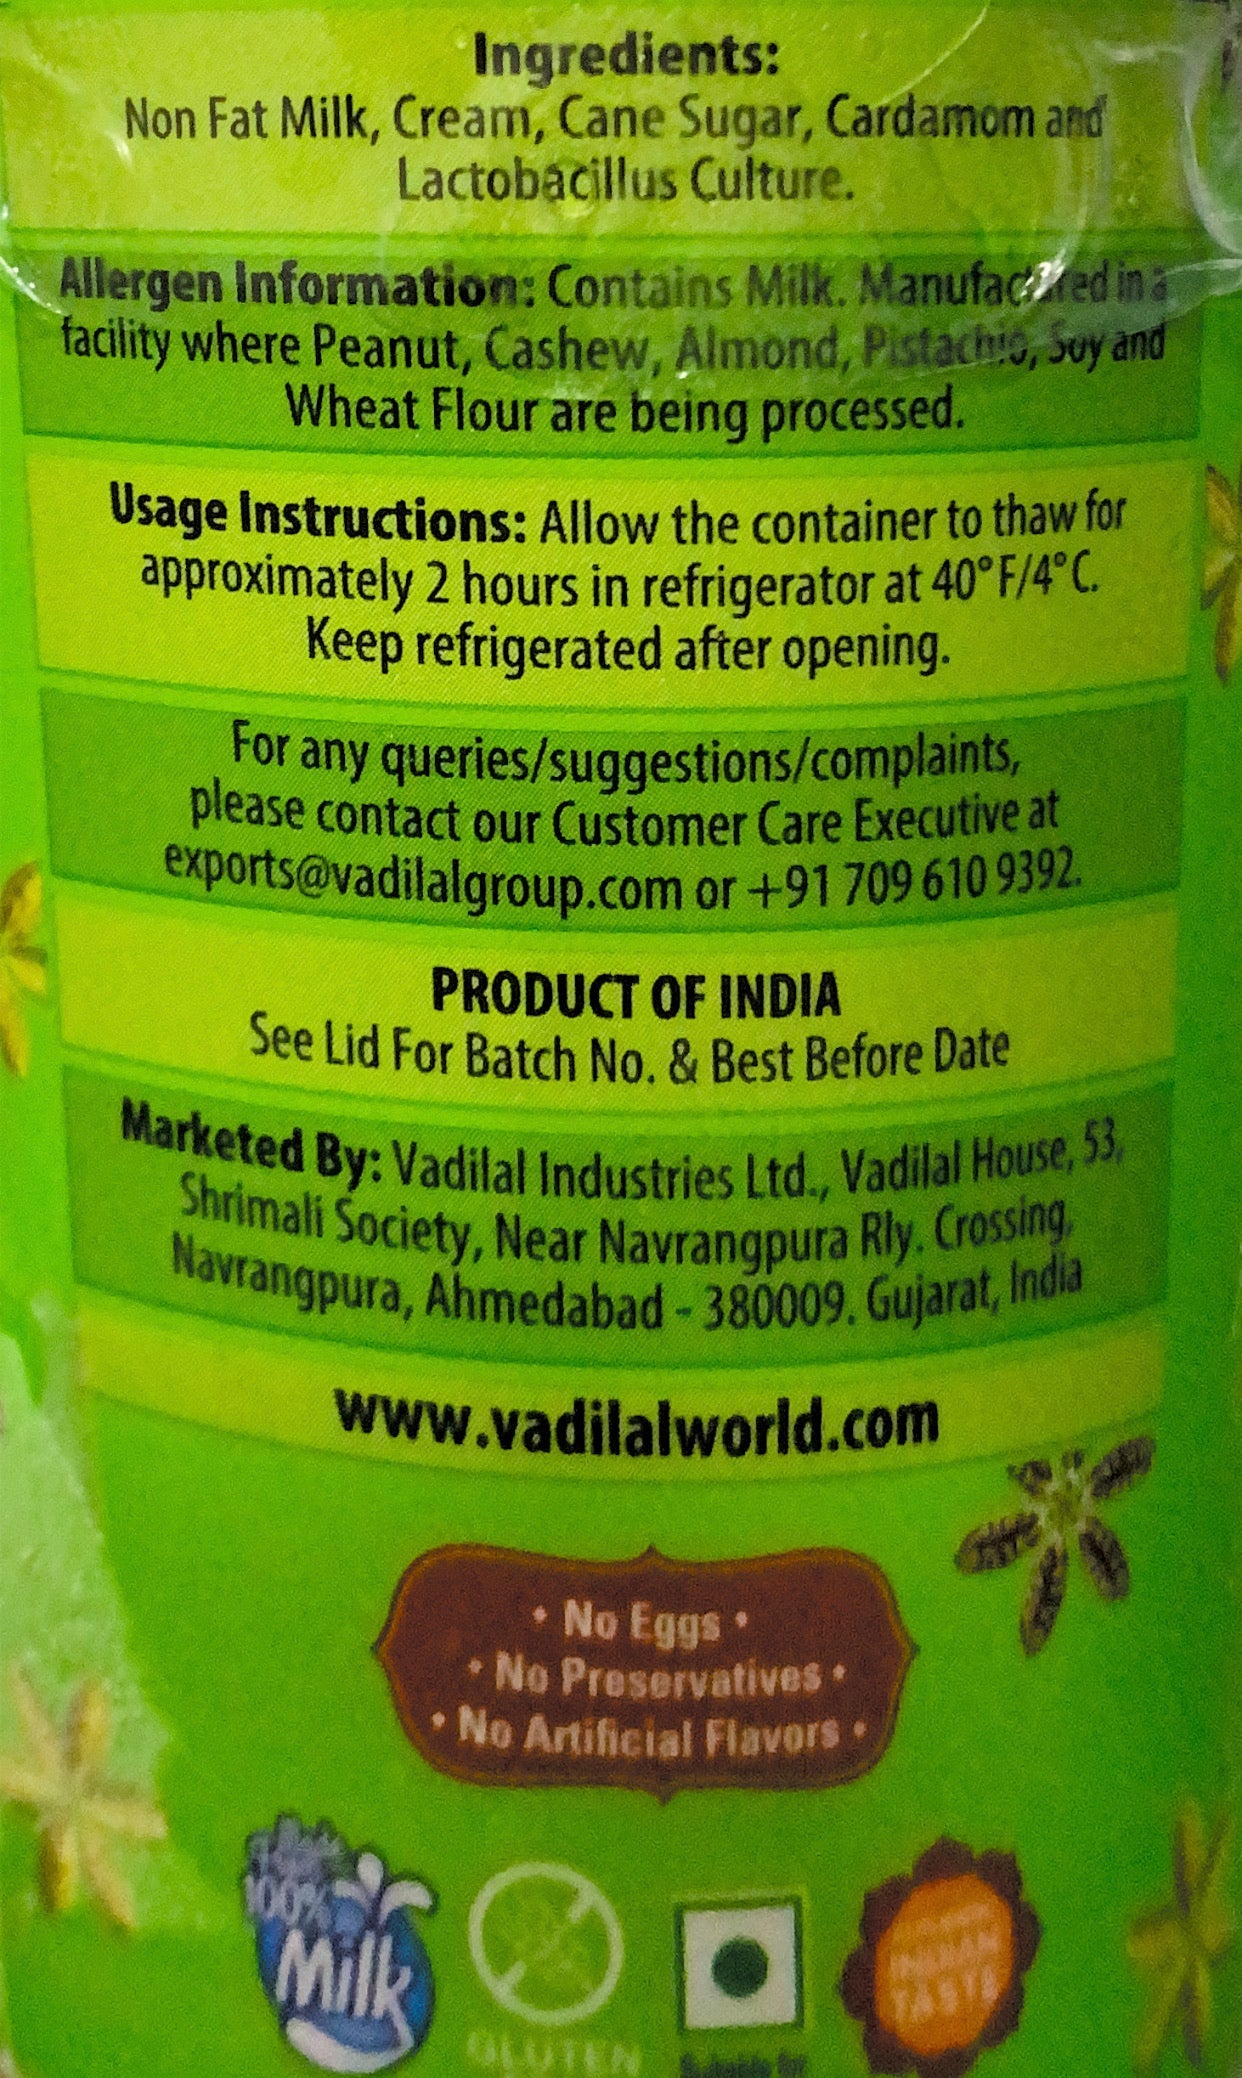 Ingredients:
Non Fat Milk, Cream, Cane Sugar, Cardamom and
Lactobacillus Culture.
Allergen Information: Contains Milk. Manufactured in a
facility where Peanut, Cashew, Almond, Pistachio, Soy and
Wheat Flour are being processed.
Usage Instructions: Allow the container to thaw for
approximately 2 hours in refrigerator at 40°F/4°C.
Keep refrigerated after opening.
For any queries/suggestions/complaints,
please contact our Customer Care Executive at
exports@vadilalgroup.com or +91 709 610 9392.
PRODUCT OF INDIA
See Lid For Batch No. & Best Before Date
Marketed By: Vadilal Industries Ltd., Vadilal House, 53,
Shrimali Society, Near Navrangpura Rly. Crossing,
Navrangpura, Ahmedabad - 380009. Gujarat, India
www.vadilalworld.com
• No Eggs •
• No Preservatives •
• No Artificial Flavors •
100%
Milk
GLUTEN
INDIAN
TASTE